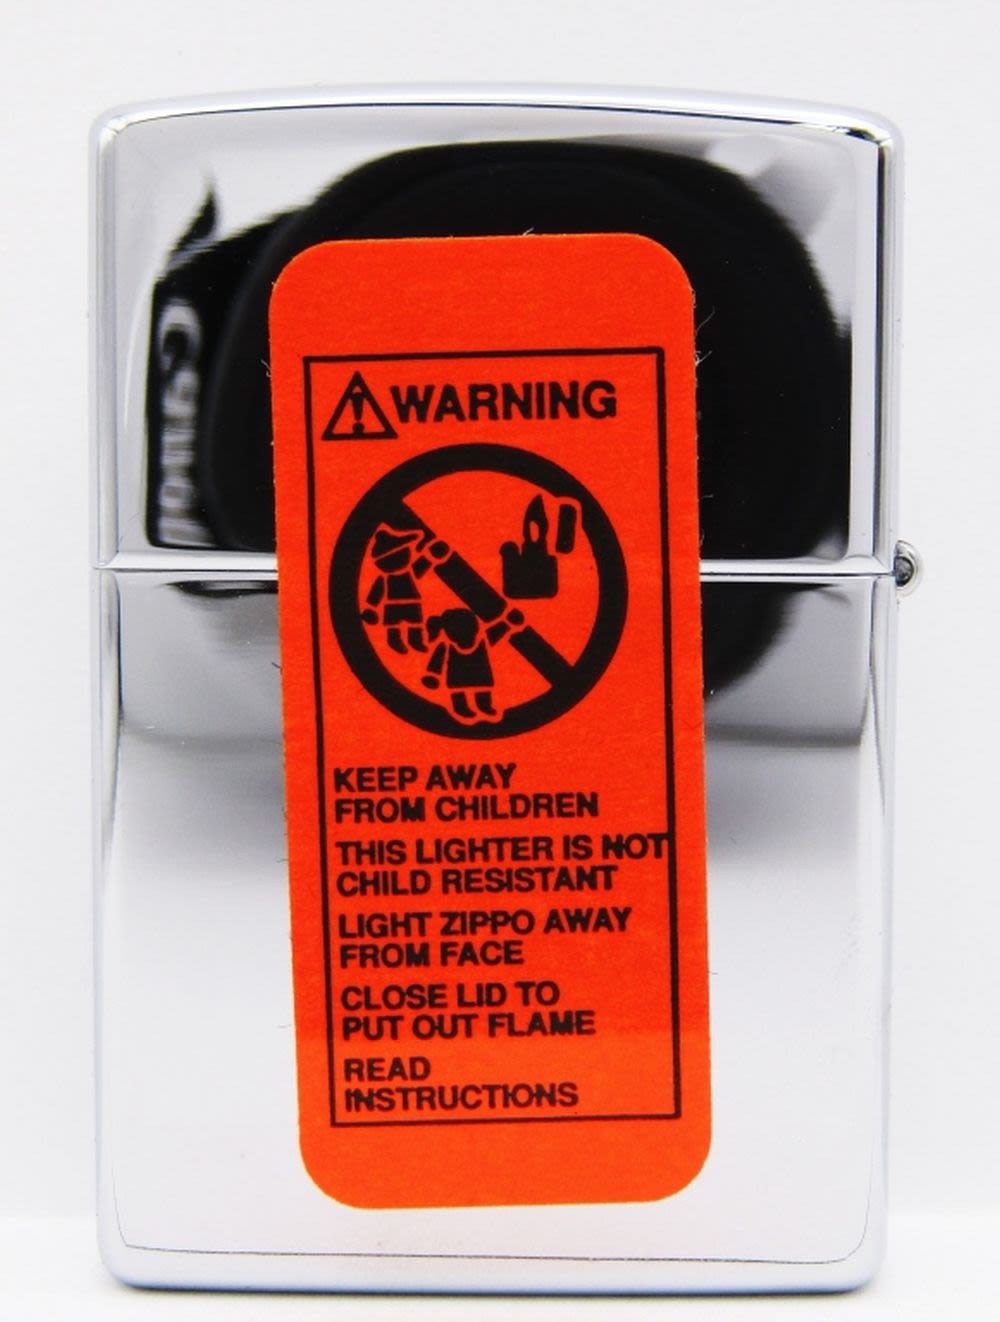 WARNING
KEEP AWAY
FROM CHILDREN
THIS LIGHTER IS NOT
CHILD RESISTANT
LIGHT ZIPPO AWAY
FROM FACE
CLOSE LID TO
PUT OUT FLAME
READ
INSTRUCTIONS